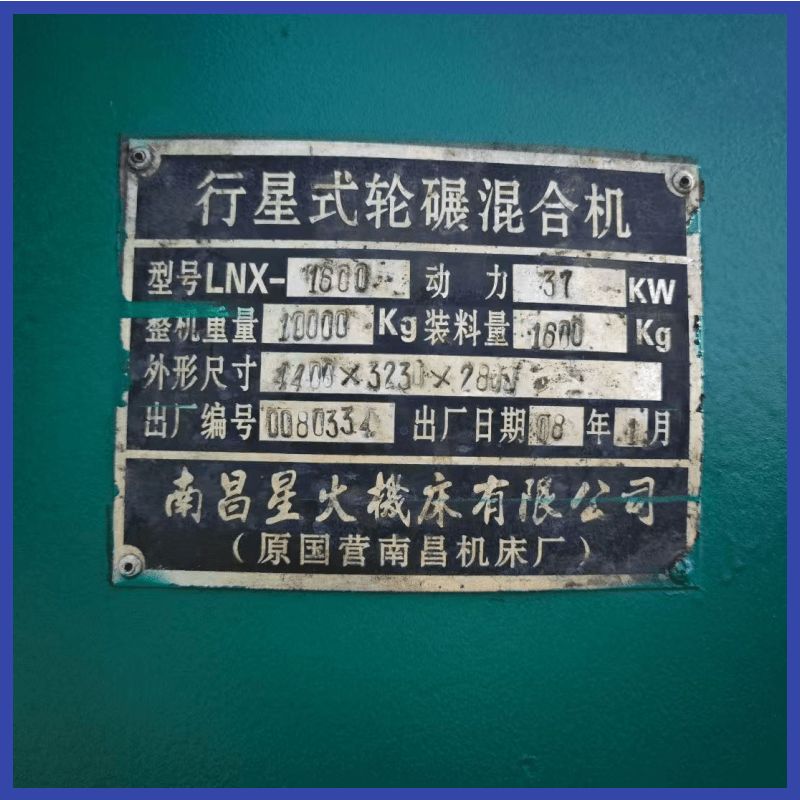 行星式轮碾混合机
型号LNX-1600 动力 37 KW
整机重量 10000 Kg 装料量 1600 Kg
外形尺寸 4400×3230×280
出厂编号 0080334 出厂日期 08 年 月
南昌星火機床有限公司
（原国营南昌机床厂）